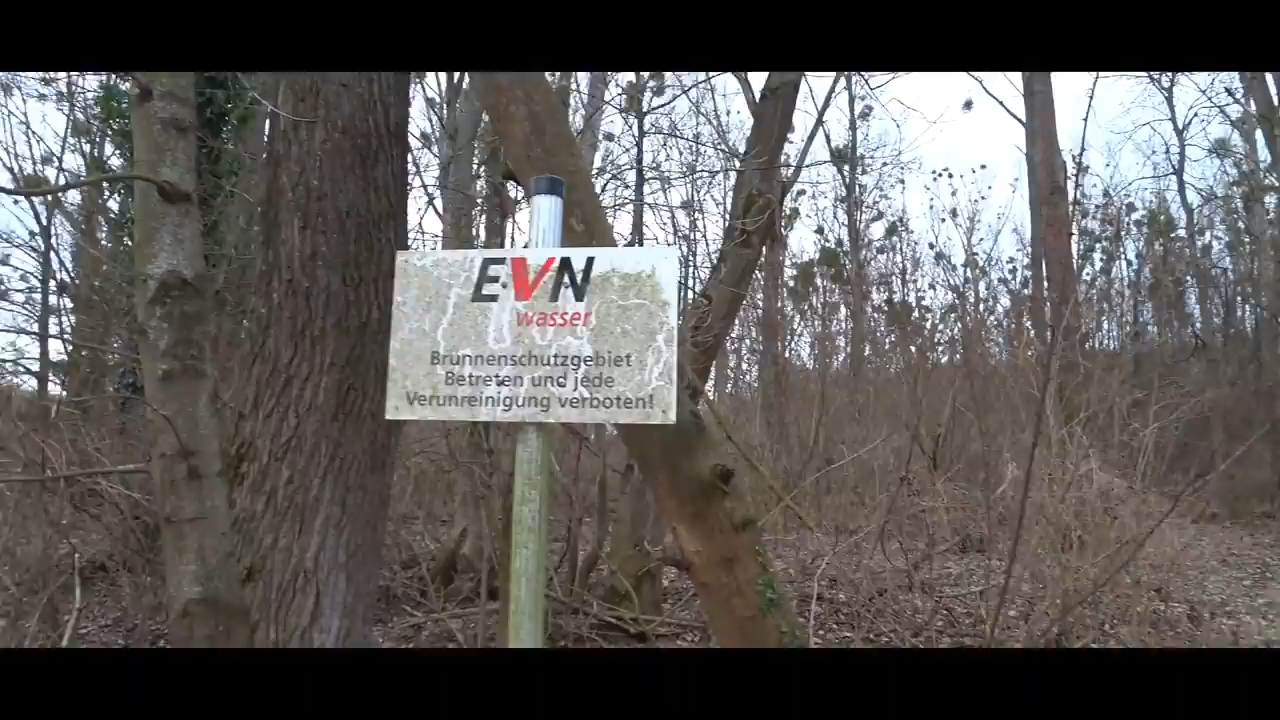 EVN
wasser
Brunnenschutzgebiet
Betreten und jede
Verunreinigung verboten!